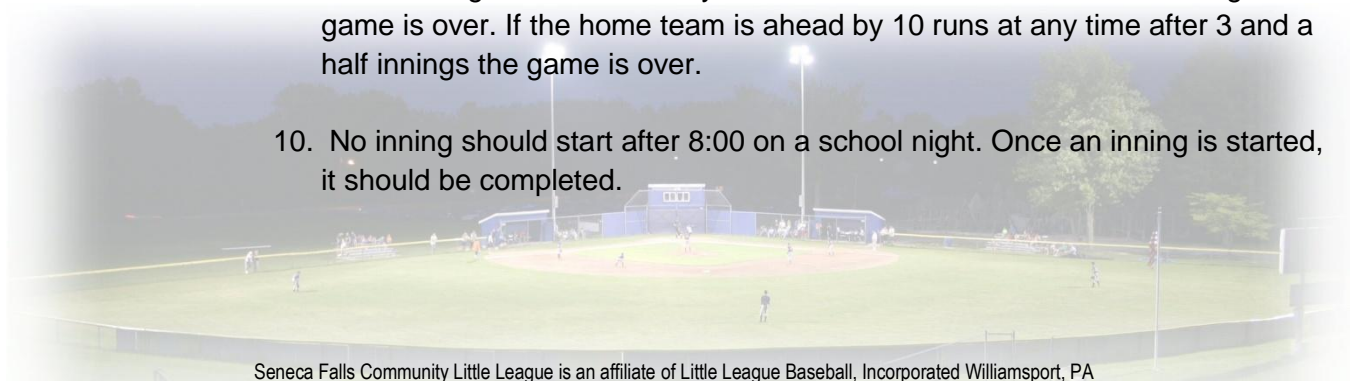 game is over. If the home team is ahead by 10 runs at any time after 3 and a
half innings the game is over.
10. No inning should start after 8:00 on a school night. Once an inning is started,
it should be completed.
Seneca Falls Community Little League is an affiliate of Little League Baseball, Incorporated Williamsport, PA